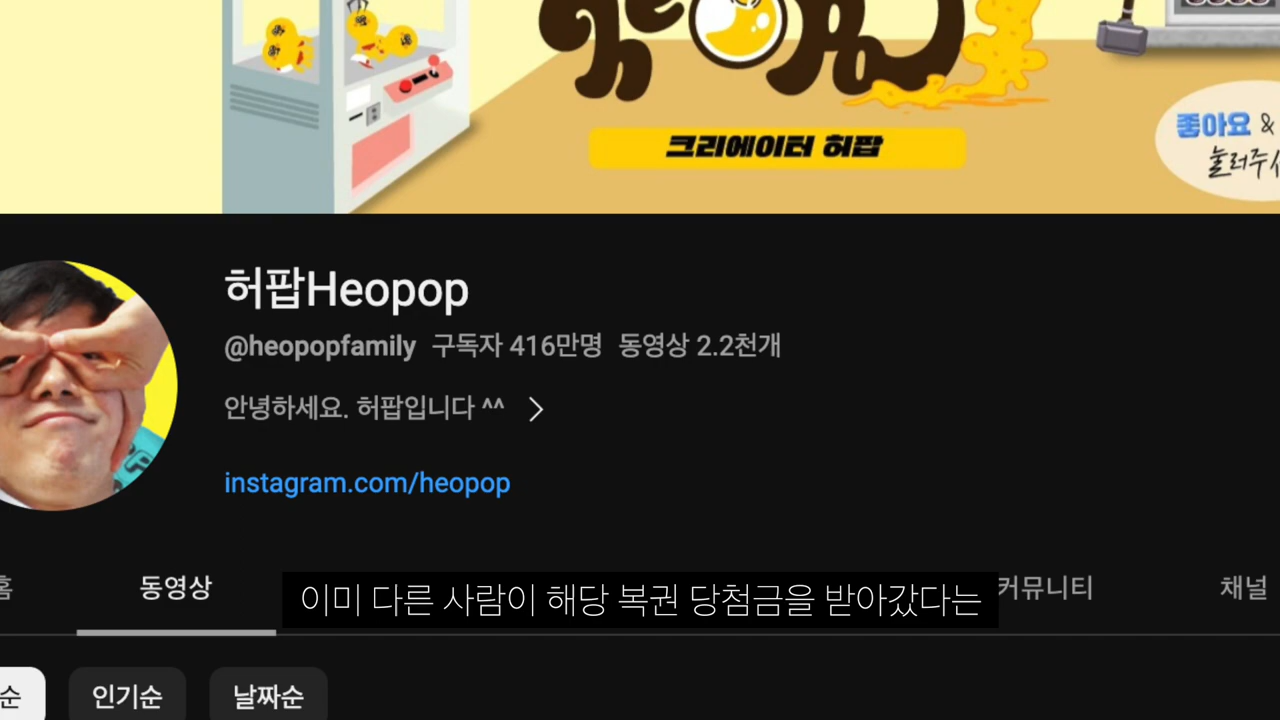 크리에이터 허팝
좋아요 &
눌러주시
허팝Heopop
@heopopfamily 구독자 416만명 동영상 2.2천개
안녕하세요. 허팝입니다 ^^
instagram.com/heopop
홈 동영상 커뮤니티 채널
이미 다른 사람이 해당 복권 당첨금을 받아갔다는
순 인기순 날짜순